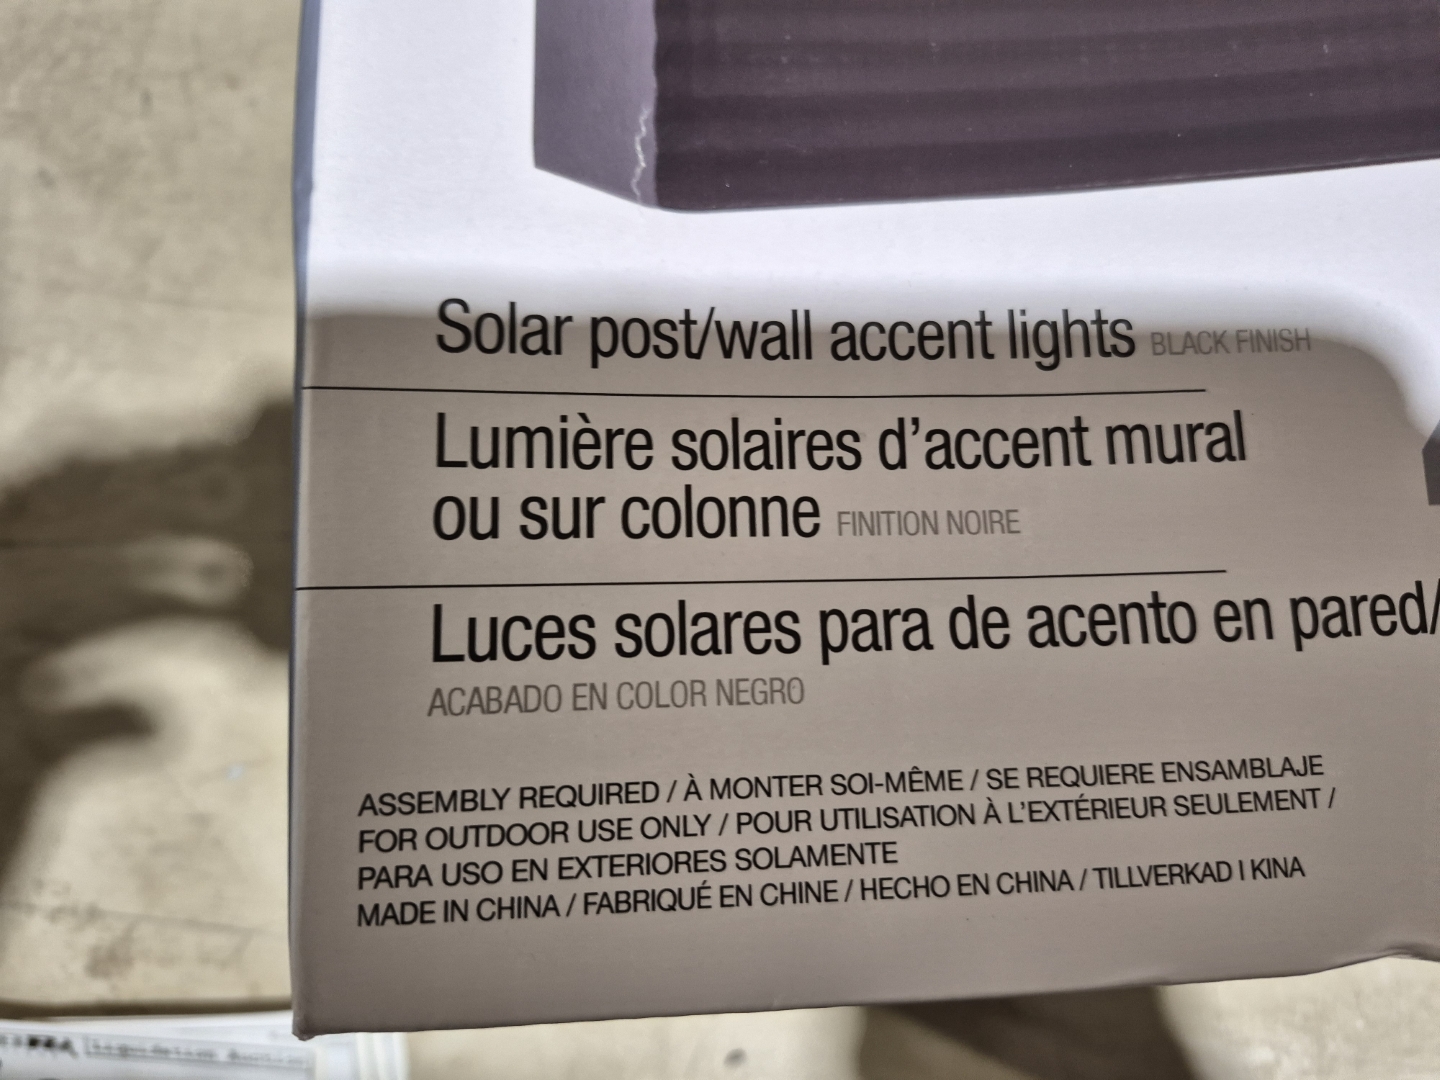 Solar post/wall accent lights BLACK FINISH
Lumière solaires d'accent mural
ou sur colonne FINITION NOIRE
Luces solares para de acento en pared/
ACABADO EN COLOR NEGRO
ASSEMBLY REQUIRED / À MONTER SOI-MÊME / SE REQUIERE ENSAMBLAJE
FOR OUTDOOR USE ONLY / POUR UTILISATION À L'EXTÉRIEUR SEULEMENT /
PARA USO EN EXTERIORES SOLAMENTE
MADE IN CHINA / FABRIQUÉ EN CHINE / HECHO EN CHINA / TILLVERKAD I KINA